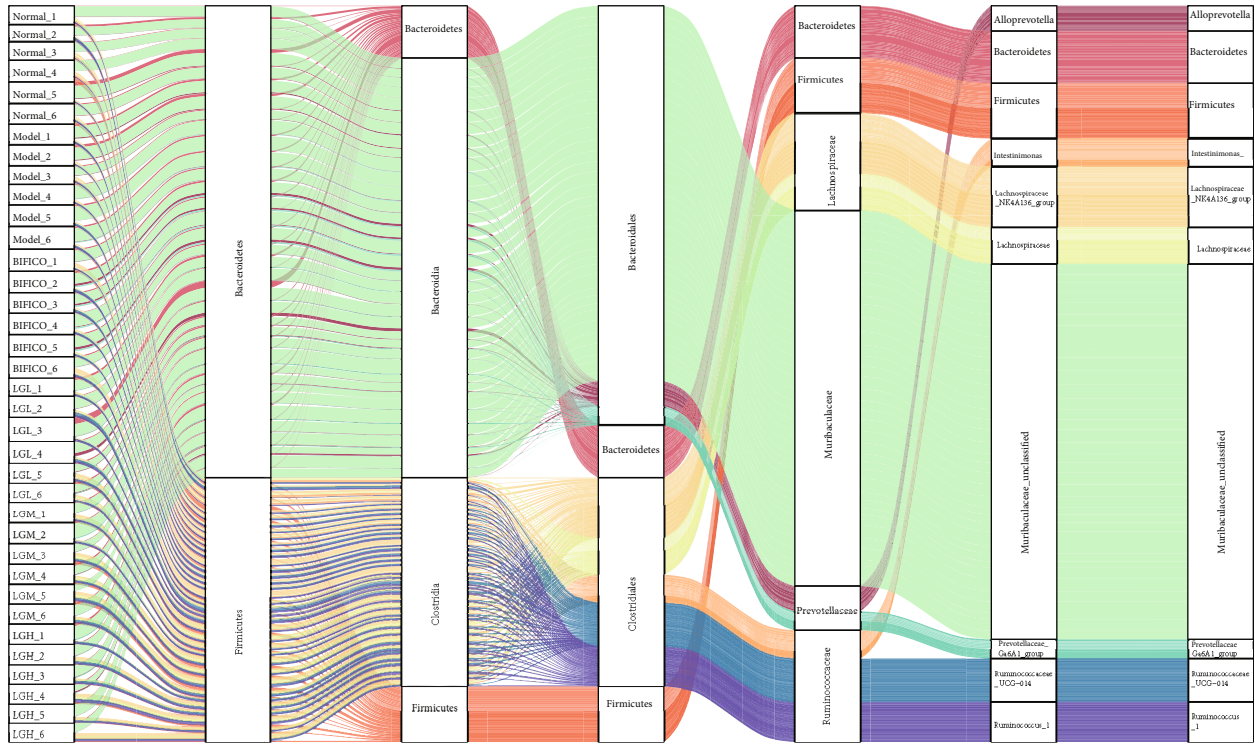 Normal_1
Normal_2
Normal_3
Normal_4
Normal_5
Normal_6
Model_1
Model_2
Model_3
Model_4
Model_5
Model_6
BIFICO_1
BIFICO_2
BIFICO_3
BIFICO_4
BIFICO_5
BIFICO_6
LGL_1
LGL_2
LGL_3
LGL_4
LGL_5
LGL_6
LGM_1
LGM_2
LGM_3
LGM_4
LGM_5
LGM_6
LGH_1
LGH_2
LGH_3
LGH_4
LGH_5
LGH_6
Bacteroidetes
Firmicutes
Bacteroidetes
Bacteroidia
Clostridia
Firmicutes
Bacteroidales
Bacteroidetes
Clostridiales
Firmicutes
Bacteroidetes
Firmicutes
Lachnospiraceae
Muribaculaceae
Prevotellaceae
Ruminococcaceae
Alloprevotella
Bacteroidetes
Firmicutes
Intestinimonas
Lachnospiraceae
_NK4A136_group
Lachnospiraceae
Muribaculaceae_unclassified
Prevotellaceae_
Ga6A1_group
Ruminococcaceae
_UCG-014
Ruminococcus_1
Alloprevotella
Bacteroidetes
Firmicutes
Intestinimonas_
Lachnospiraceae
_NK4A136_group
Lachnospiraceae
Muribaculaceae_unclassified
Prevotellaceae
Ga6A1_group
Ruminococcaceae
_UCG-014
Ruminococcus
_1